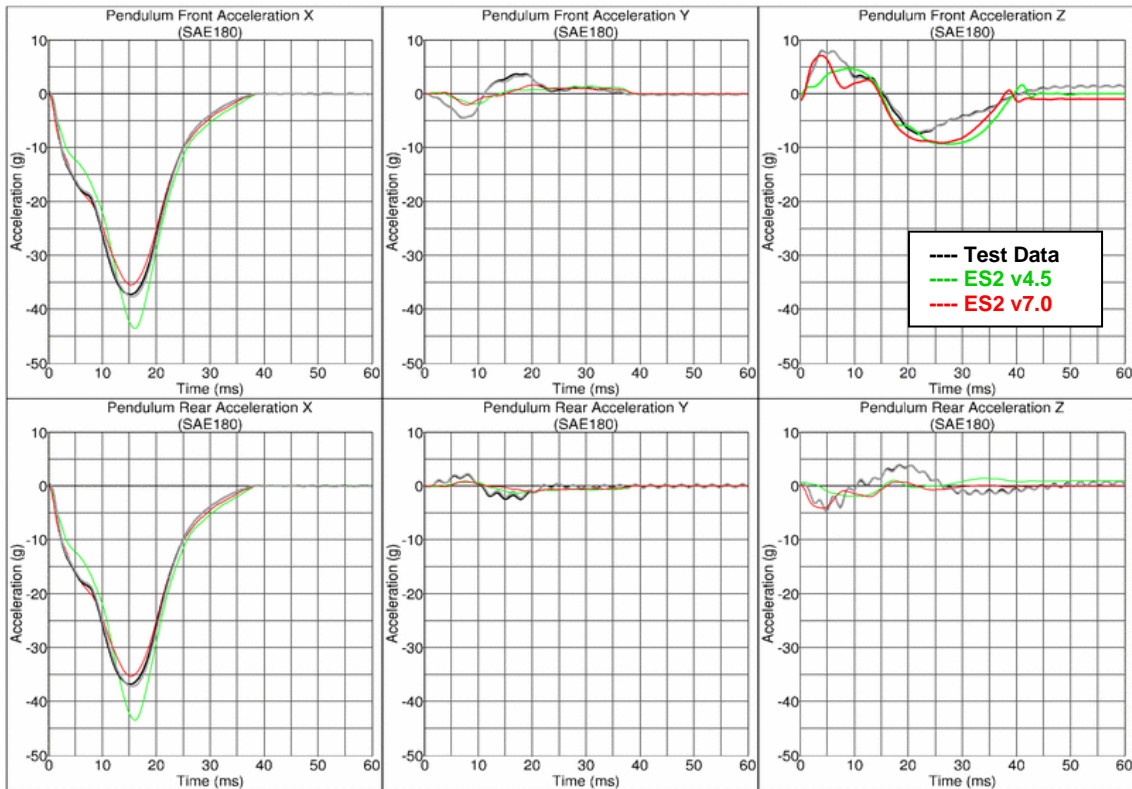 Pendulum Front Acceleration X
(SAE180)
10
0
-10
-20
-30
-40
-50
Acceleration (g)
0 10 20 30 40 50 60
Time (ms)
Pendulum Front Acceleration Y
(SAE180)
10
0
-10
-20
-30
-40
-50
Acceleration (g)
0 10 20 30 40 50 60
Time (ms)
Pendulum Front Acceleration Z
(SAE180)
10
0
-10
-20
-30
-40
-50
Acceleration (g)
0 10 20 30 40 50 60
Time (ms)
---- Test Data
---- ES2 v4.5
---- ES2 v7.0
Pendulum Rear Acceleration X
(SAE180)
10
0
-10
-20
-30
-40
-50
Acceleration (g)
0 10 20 30 40 50 60
Time (ms)
Pendulum Rear Acceleration Y
(SAE180)
10
0
-10
-20
-30
-40
-50
Acceleration (g)
0 10 20 30 40 50 60
Time (ms)
Pendulum Rear Acceleration Z
(SAE180)
10
0
-10
-20
-30
-40
-50
Acceleration (g)
0 10 20 30 40 50 60
Time (ms)